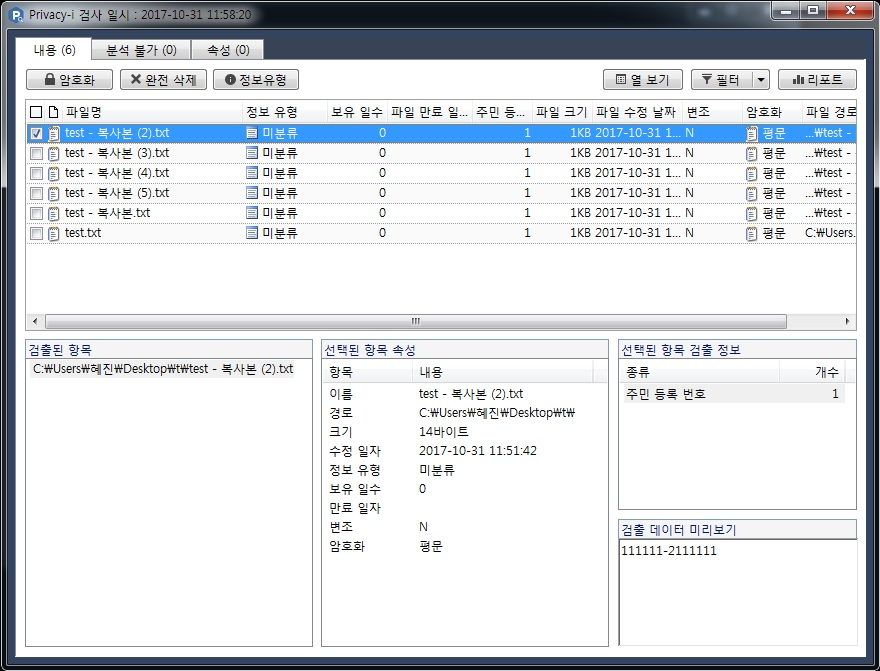 Privacy-i 검사 일시 : 2017-10-31 11:58:20
내용 (6) 분석 불가 (0) 속성 (0)
암호화 완전 삭제 정보유형 열 보기 필터 리포트
파일명 정보 유형 보유 일수 파일 만료 일... 주민 등... 파일 크기 파일 수정 날짜 변조 암호화 파일 경로
test - 복사본 (2).txt 미분류 0 1 1KB 2017-10-31 1... N 평문 ...₩test -
test - 복사본 (3).txt 미분류 0 1 1KB 2017-10-31 1... N 평문 ...₩test -
test - 복사본 (4).txt 미분류 0 1 1KB 2017-10-31 1... N 평문 ...₩test -
test - 복사본 (5).txt 미분류 0 1 1KB 2017-10-31 1... N 평문 ...₩test -
test - 복사본.txt 미분류 0 1 1KB 2017-10-31 1... N 평문 ...₩test -
test.txt 미분류 0 1 1KB 2017-10-31 1... N 평문 C:₩Users.
검출된 항목
C:₩Users₩혜진₩Desktop₩t₩test - 복사본 (2).txt
선택된 항목 속성
항목 내용
이름 test - 복사본 (2).txt
경로 C:₩Users₩혜진₩Desktop₩t₩
크기 14바이트
수정 일자 2017-10-31 11:51:42
정보 유형 미분류
보유 일수 0
만료 일자
변조 N
암호화 평문
선택된 항목 검출 정보
종류 개수
주민 등록 번호 1
검출 데이터 미리보기
111111-2111111